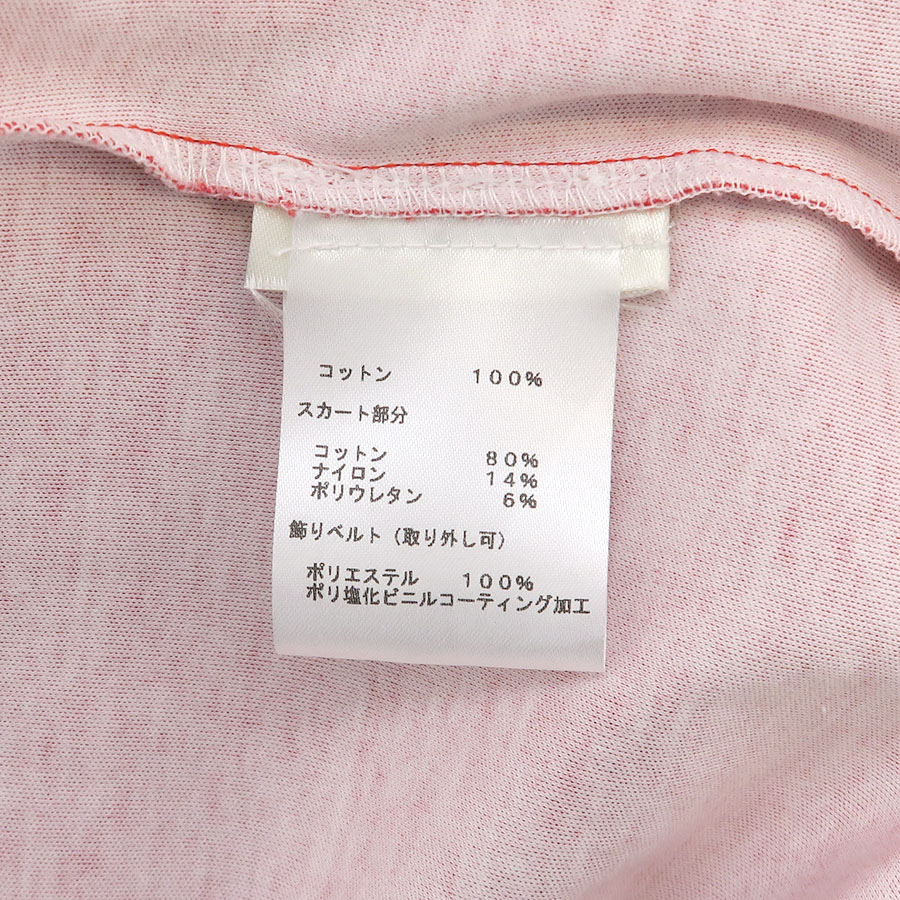 コットン 100%
スカート部分
コットン 80%
ナイロン 14%
ポリウレタン 6%
飾りベルト(取り外し可)
ポリエステル 100%
ポリ塩化ビニルコーティング加工